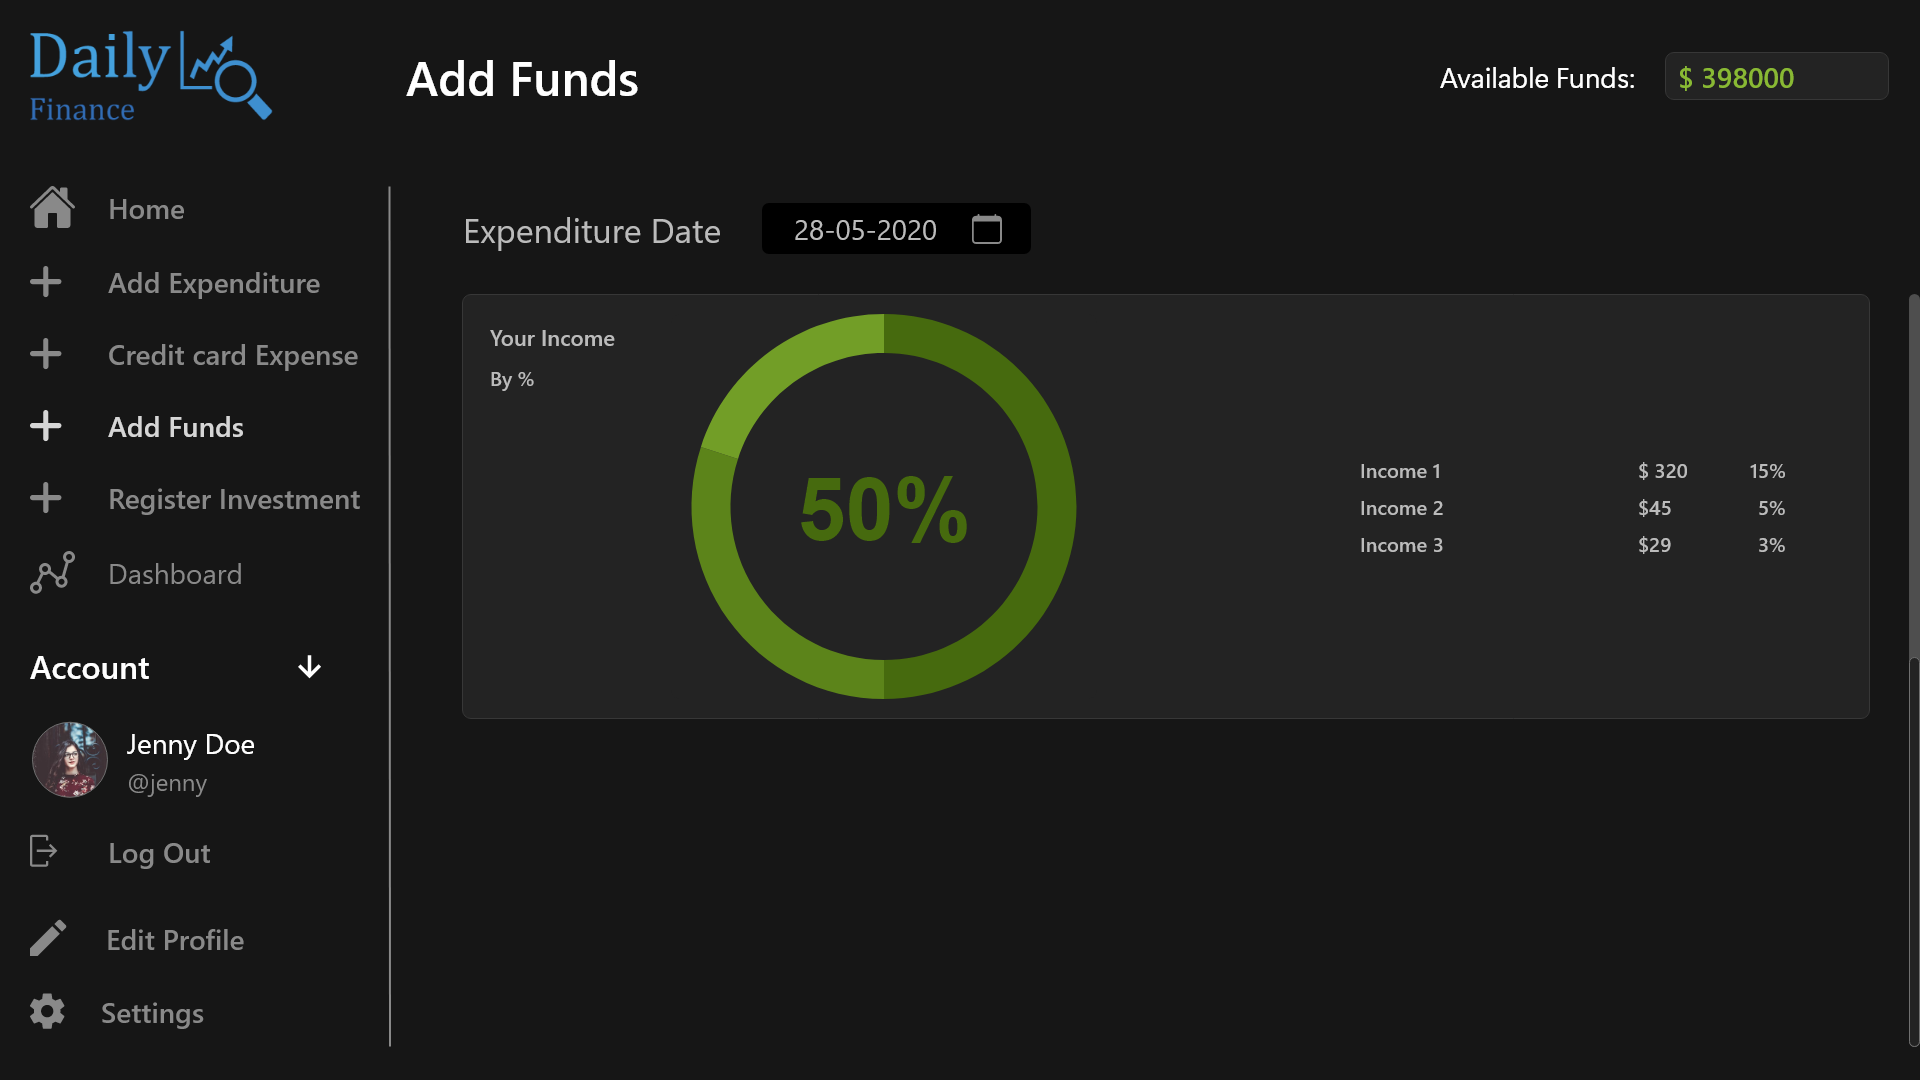 Daily
Finance
Add Funds
Available Funds:
$ 398000
Home
Add Expenditure
Credit card Expense
Add Funds
Register Investment
Dashboard
Account
Jenny Doe
@jenny
Log Out
Edit Profile
Settings
Expenditure Date
28-05-2020
Your Income
By %
50%
Income 1 $ 320 15%
Income 2 $45 5%
Income 3 $29 3%